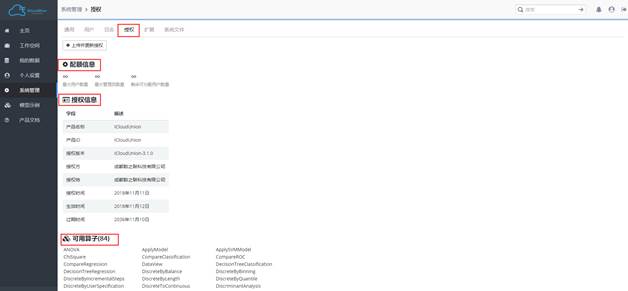 iCloudUnion
系统管理 > 授权
搜索
主页
工作空间
我的数据
个人设置
系统管理
模型示例
产品文档
通用 用户 日志 授权 扩展 系统文件
上传并更新授权
配额信息
∞ ∞ ∞
最大用户数量 最大管理员数量 剩余可分配用户数量
授权信息
字段 描述
产品名称 iCloudUnion
产品ID iCloudUnion
授权版本 iCloudUnion-3.1.0
授权方 成都数之联科技有限公司
授权给 成都数之联科技有限公司
授权时间 2019年11月11日
生效时间 2019年11月12日
过期时间 2036年11月10日
可用算子(84)
ANOVA ApplyModel ApplySVMModel
ChiSquare CompareClassification CompareROC
CompareRegression DataView DecisionTreeClassification
DecisionTreeRegression DiscreteByBalance DiscreteByBinning
DiscreteByIncrementalSteps DiscreteByLength DiscreteByQuantile
DiscreteByUserSpecification DiscreteToContinuous DiscriminantAnalysis